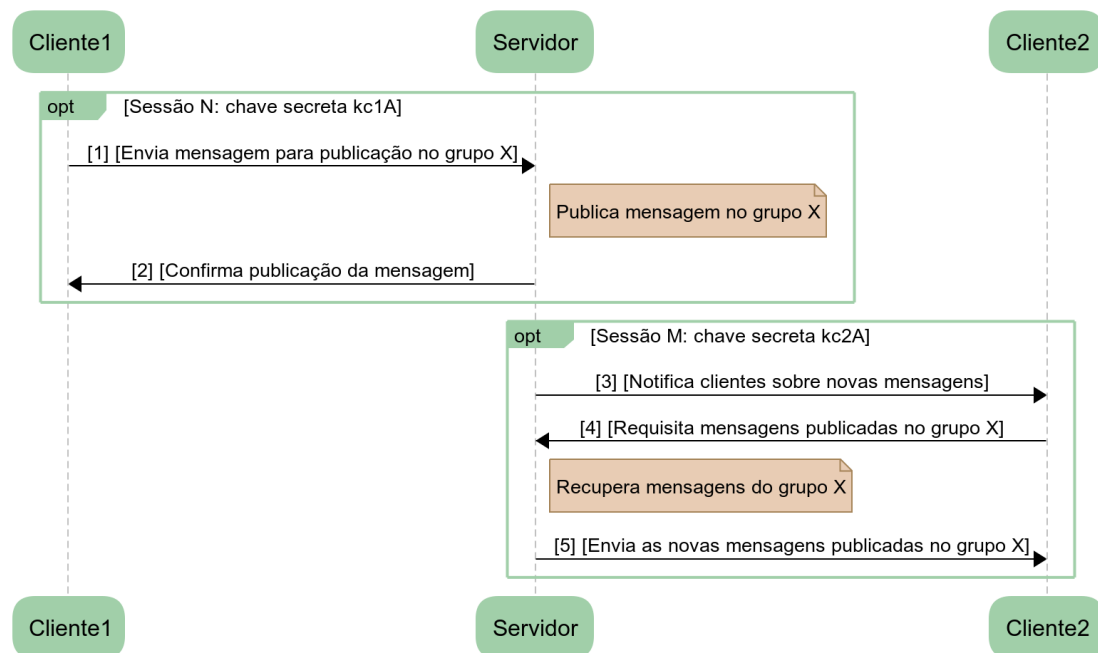 Cliente1
Servidor
Cliente2
opt [Sessão N: chave secreta kc1A]
[1] [Envia mensagem para publicação no grupo X]
Publica mensagem no grupo X
[2] [Confirma publicação da mensagem]
opt [Sessão M: chave secreta kc2A]
[3] [Notifica clientes sobre novas mensagens]
[4] [Requisita mensagens publicadas no grupo X]
Recupera mensagens do grupo X
[5] [Envia as novas mensagens publicadas no grupo X]
Cliente1
Servidor
Cliente2